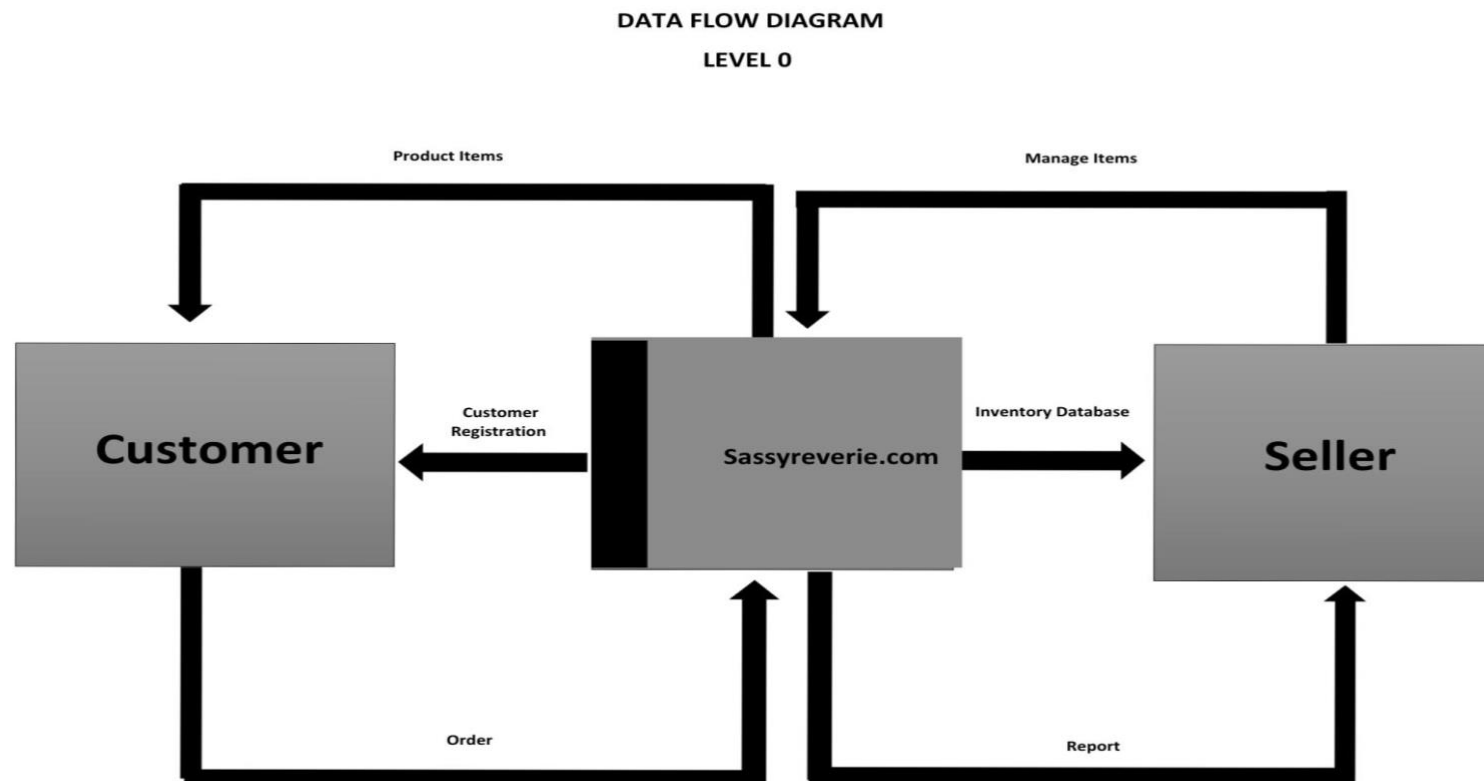 DATA FLOW DIAGRAM
LEVEL 0
Product Items
Manage Items
Customer
Customer
Registration
Sassyreverie.com
Inventory Database
Seller
Order
Report